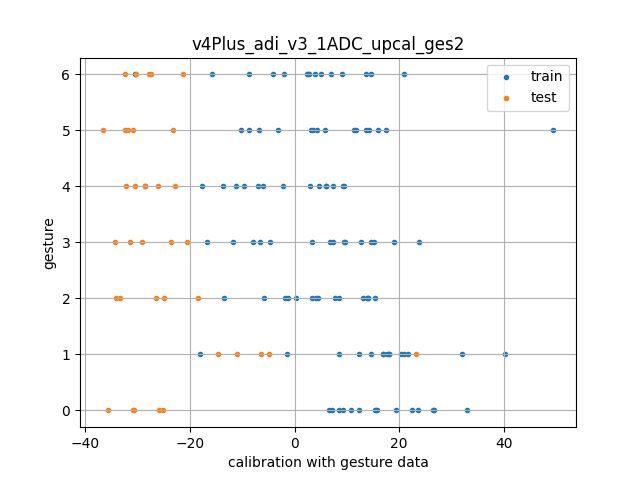 v4Plus_adi_v3_1ADC_upcal_ges2
train
test
6
5
4
3
2
1
0
gesture
−40
−20
0
20
40
calibration with gesture data